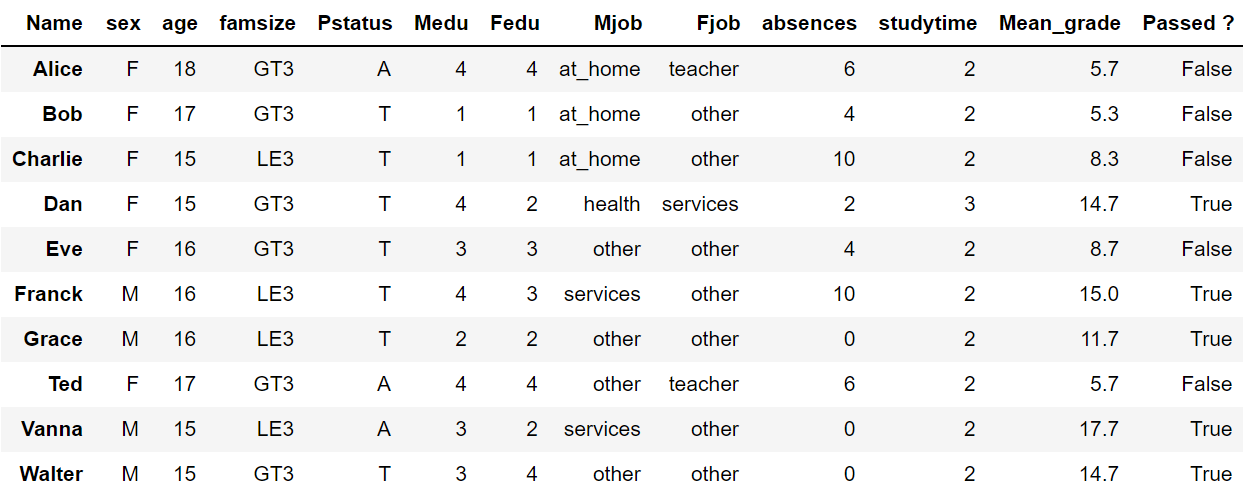 Name sex age famsize Pstatus Medu Fedu Mjob Fjob absences studytime Mean_grade Passed ?
Alice F 18 GT3 A 4 4 at_home teacher 6 2 5.7 False
Bob F 17 GT3 T 1 1 at_home other 4 2 5.3 False
Charlie F 15 LE3 T 1 1 at_home other 10 2 8.3 False
Dan F 15 GT3 T 4 2 health services 2 3 14.7 True
Eve F 16 GT3 T 3 3 other other 4 2 8.7 False
Franck M 16 LE3 T 4 3 services other 10 2 15.0 True
Grace M 16 LE3 T 2 2 other other 0 2 11.7 True
Ted F 17 GT3 A 4 4 other teacher 6 2 5.7 False
Vanna M 15 LE3 A 3 2 services other 0 2 17.7 True
Walter M 15 GT3 T 3 4 other other 0 2 14.7 True